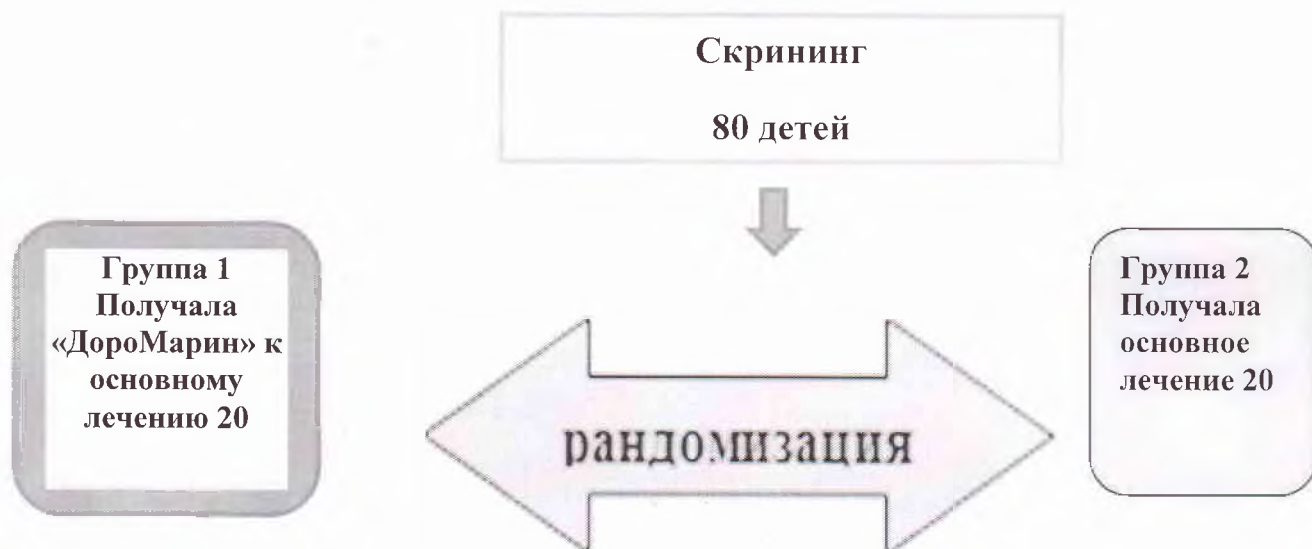 Скрининг
80 детей
Группа 1
Получала
«ДороМарин» к
основному
лечению 20
рандомизация
Группа 2
Получала
основное
лечение 20